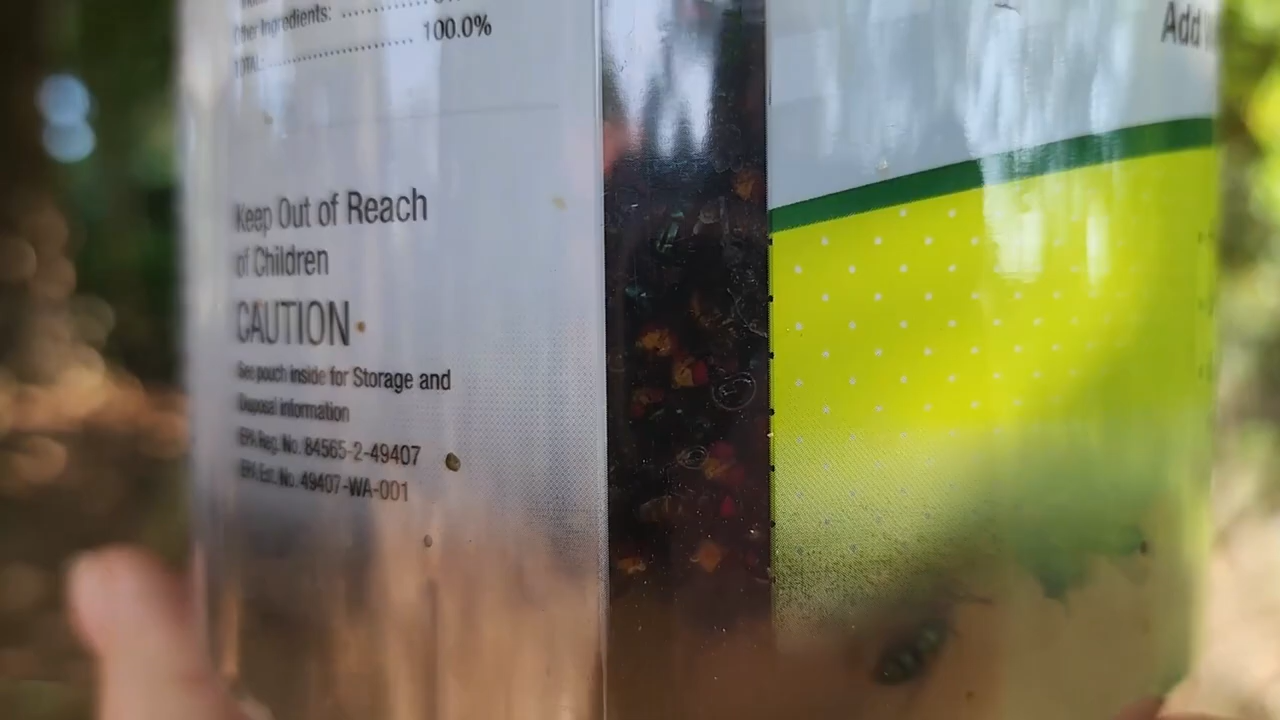 Other Ingredients: ................
TOTAL: ........................ 100.0%
Add
Keep Out of Reach
of Children
CAUTION
See pouch inside for Storage and
Disposal information
EPA Reg. No. 84565-2-49407
EPA Est. No. 49407-WA-001